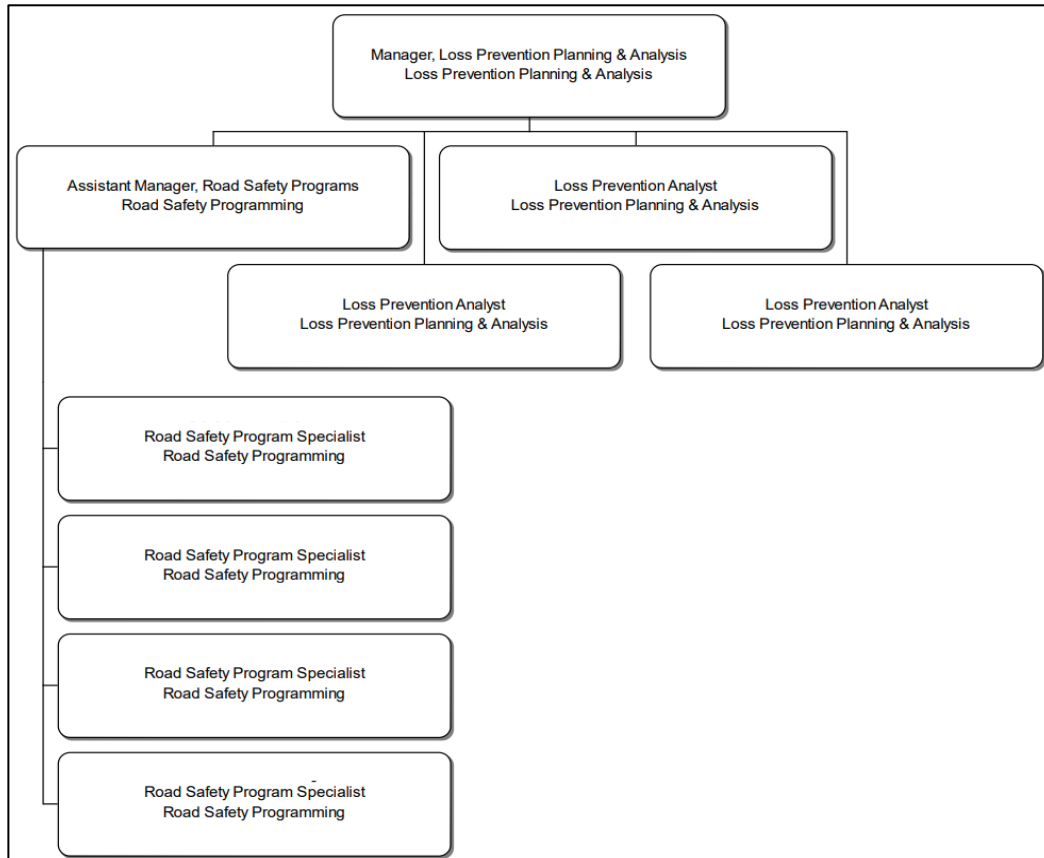 Manager, Loss Prevention Planning & Analysis
Loss Prevention Planning & Analysis
Assistant Manager, Road Safety Programs
Road Safety Programming
Loss Prevention Analyst
Loss Prevention Planning & Analysis
Loss Prevention Analyst
Loss Prevention Planning & Analysis
Loss Prevention Analyst
Loss Prevention Planning & Analysis
Road Safety Program Specialist
Road Safety Programming
Road Safety Program Specialist
Road Safety Programming
Road Safety Program Specialist
Road Safety Programming
Road Safety Program Specialist
Road Safety Programming